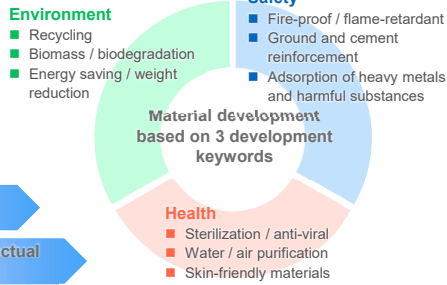 Environment
Recycling
Biomass / biodegradation
Energy saving / weight
reduction
Safety
Fire-proof / flame-retardant
Ground and cement
reinforcement
Adsorption of heavy metals
and harmful substances
Material development
based on 3 development
keywords
Health
Sterilization / anti-viral
Water / air purification
Skin-friendly materials
ctual